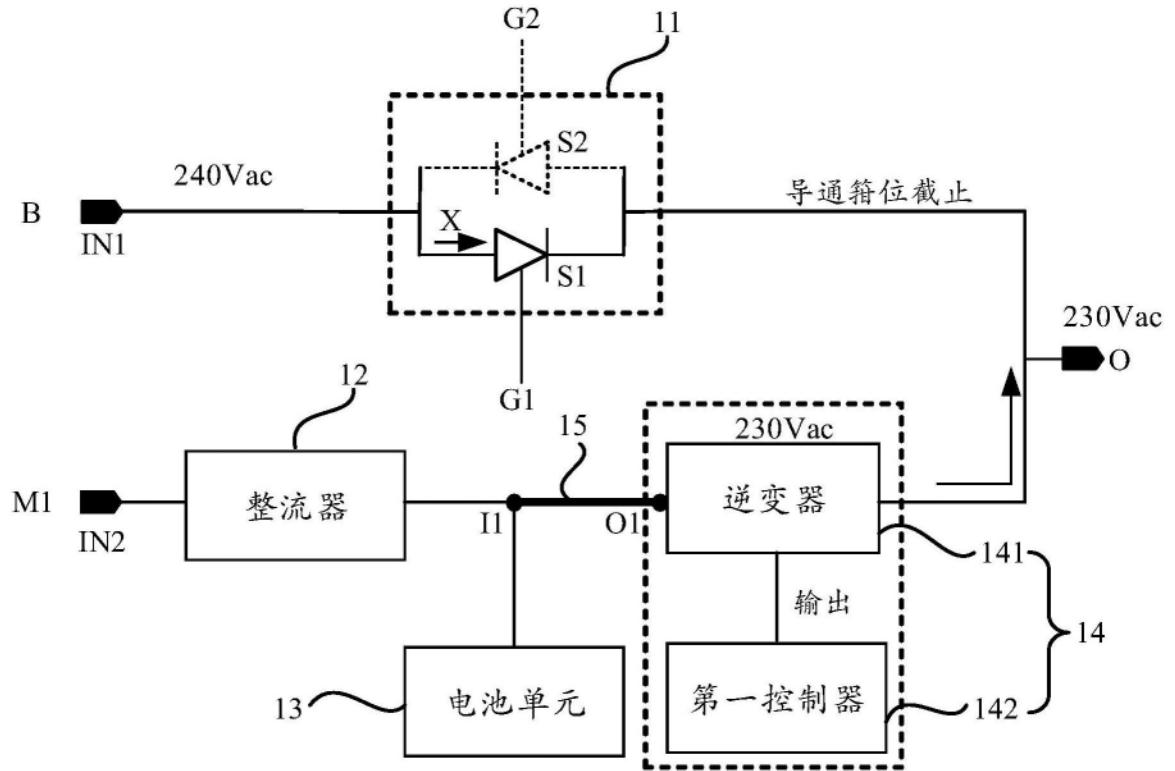 G2
11
S2
240Vac
导通箝位截止
B
IN1
X
S1
230Vac
O
G1
12
15
230Vac
M1
整流器
逆变器
IN2
I1
O1
141
输出
14
13
电池单元
第一控制器
142